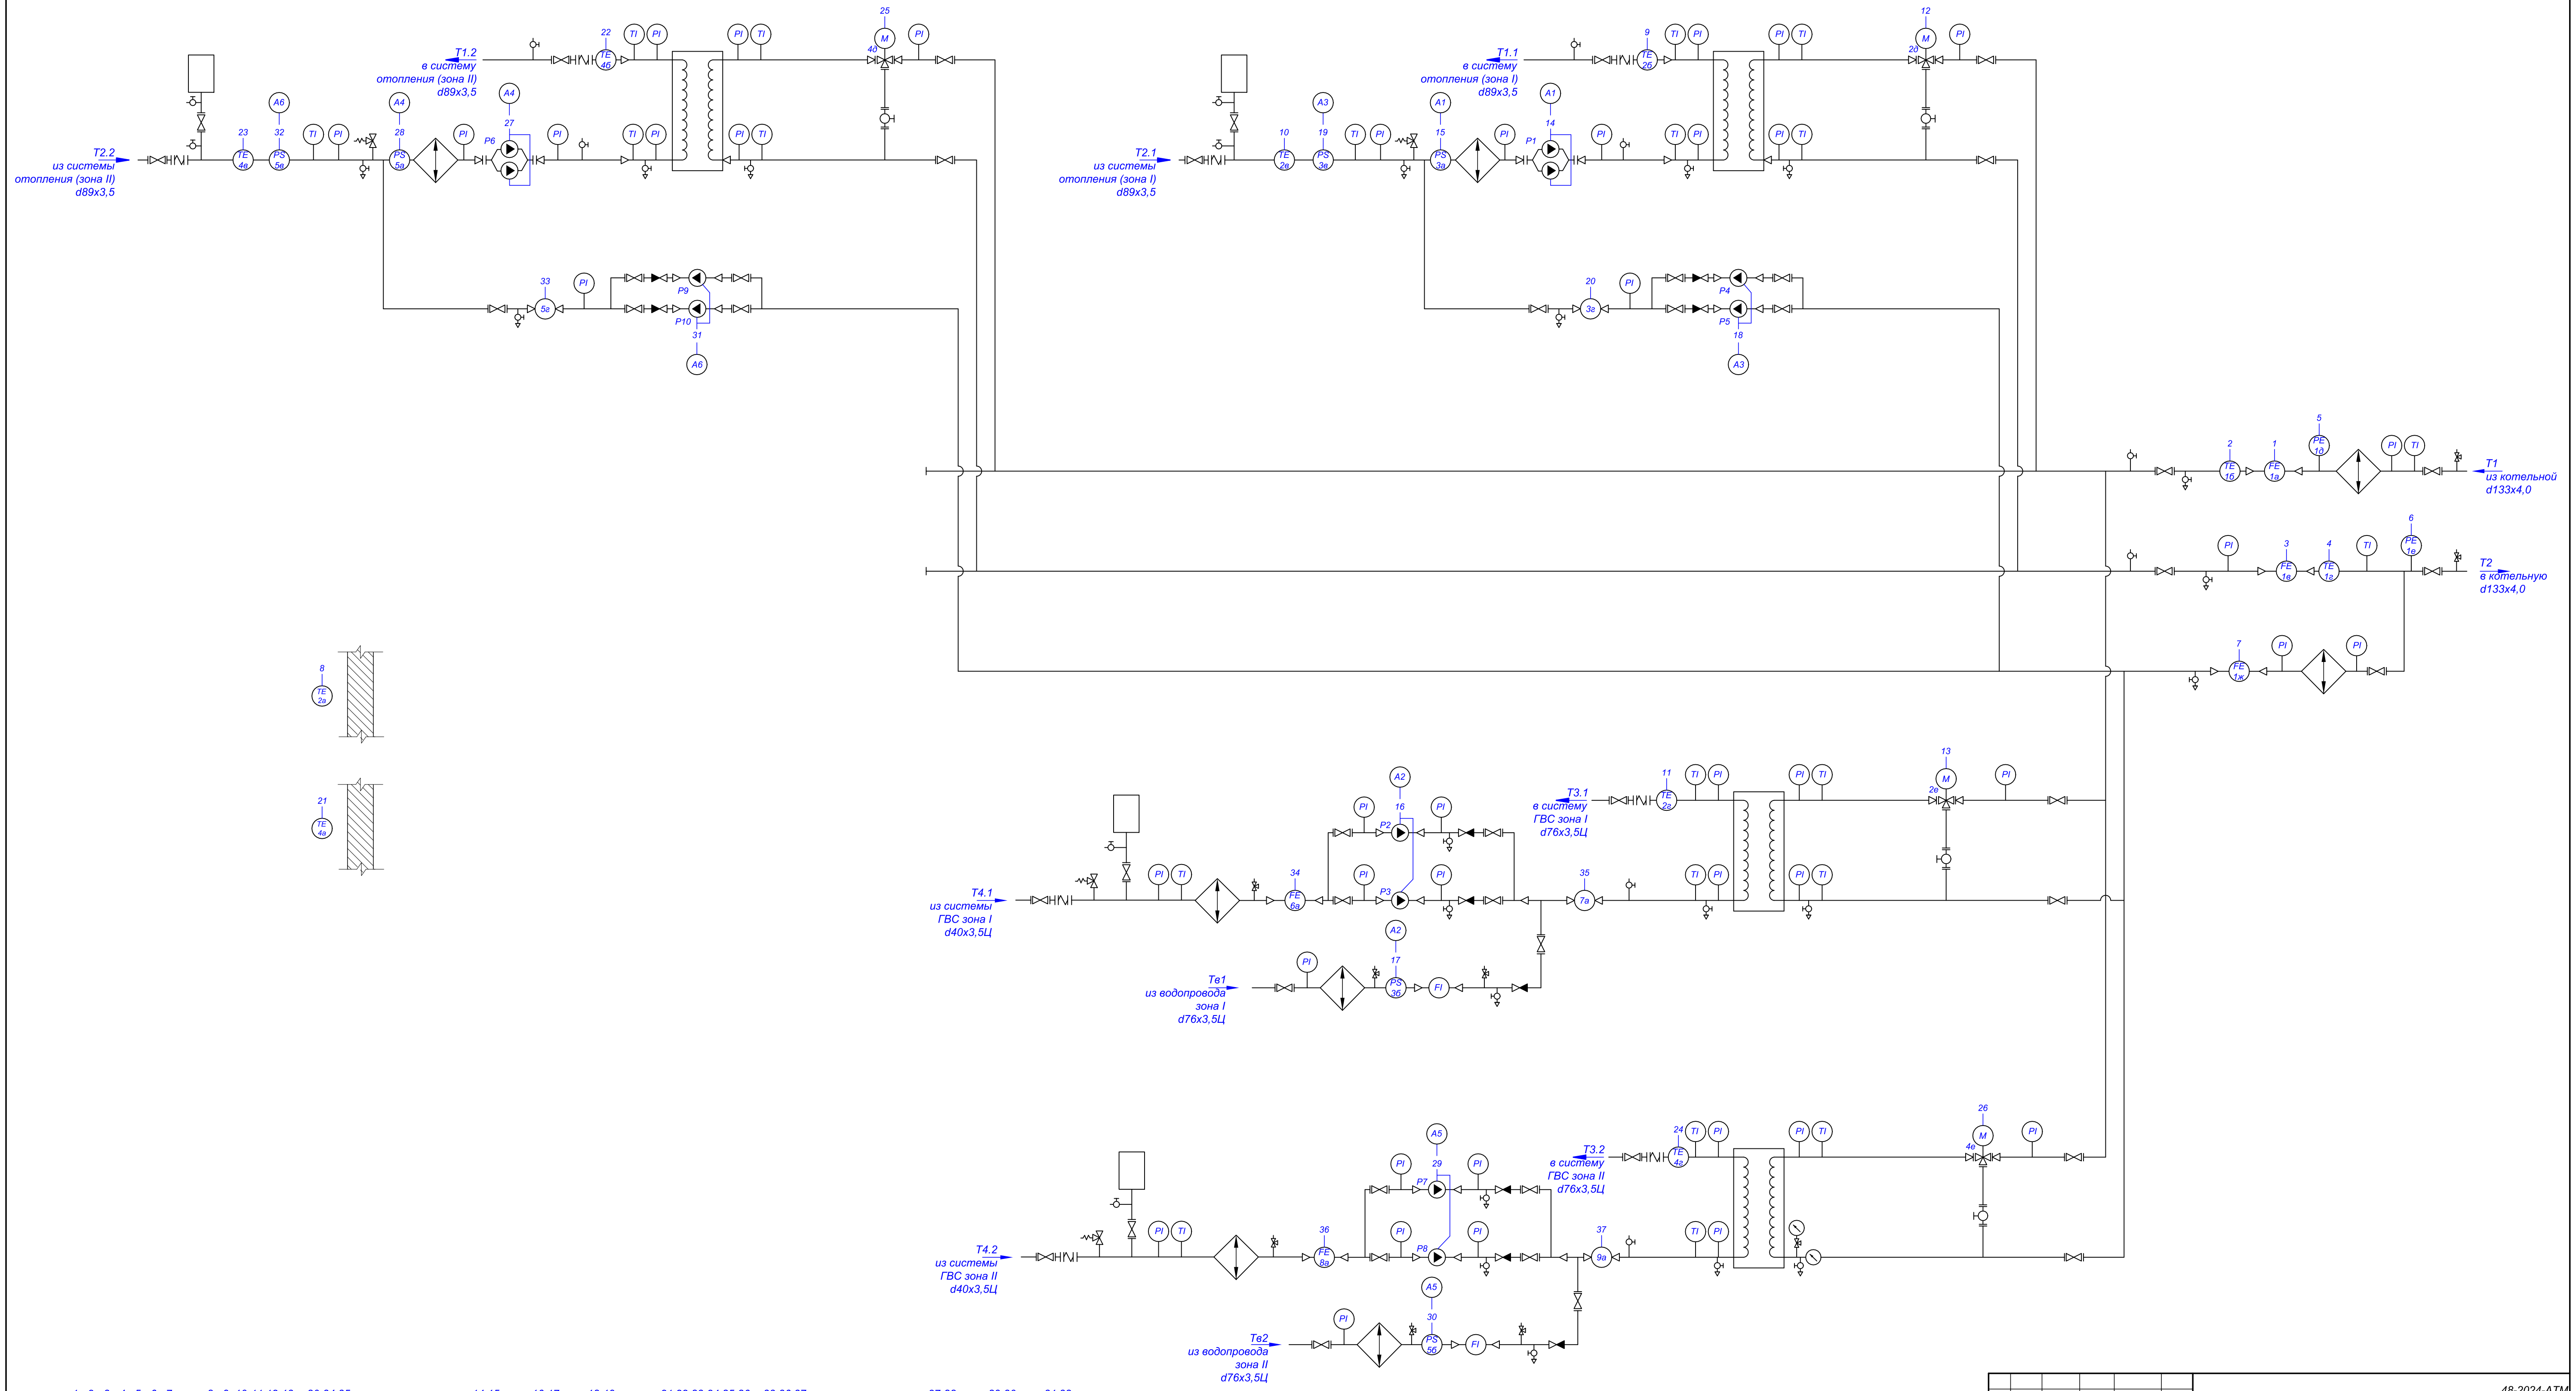 25
4д
M
PI
22
TE
4б
TI
PI
PI
TI
T1.2
в систему
отопления (зона II)
d89x3,5
T2.2
из системы
отопления (зона II)
d89x3,5
23
TE
4в
A6
32
PS
5в
TI
PI
A4
28
PS
5а
PI
A4
27
P6
PI
TI
PI
PI
TI
33
5г
PI
P9
P10
31
A6
12
2д
M
PI
9
TE
2б
TI
PI
PI
TI
T1.1
в систему
отопления (зона I)
d89x3,5
T2.1
из системы
отопления (зона I)
d89x3,5
10
TE
2в
A3
19
PS
3в
TI
PI
A1
15
PS
3а
PI
A1
14
P1
PI
TI
PI
PI
TI
20
3г
PI
P4
P5
18
A3
2
TE
1б
1
FE
1а
5
PE
1д
PI
TI
T1
из котельной
d133x4,0
PI
3
FE
1в
4
TE
1г
TI
6
PE
1е
T2
в котельную
d133x4,0
7
FE
1ж
PI
PI
8
TE
2а
21
TE
4а
13
2е
M
PI
11
TE
2г
TI
PI
PI
TI
T3.1
в систему
ГВС зона I
d76x3,5Ц
A2
16
PI
P2
PI
T4.1
из системы
ГВС зона I
d40x3,5Ц
PI
TI
34
FE
6а
PI
P3
PI
35
7а
TI
PI
PI
TI
Tв1
из водопровода
зона I
d76x3,5Ц
PI
A2
17
PS
3б
FI
26
4е
M
PI
24
TE
4г
TI
PI
PI
TI
T3.2
в систему
ГВС зона II
d76x3,5Ц
A5
29
PI
P7
PI
T4.2
из системы
ГВС зона II
d40x3,5Ц
PI
TI
36
FE
8а
PI
P8
PI
37
9а
TI
PI
Tв2
из водопровода
зона II
d76x3,5Ц
PI
A5
30
PS
5б
FI
48-2024-АТМ